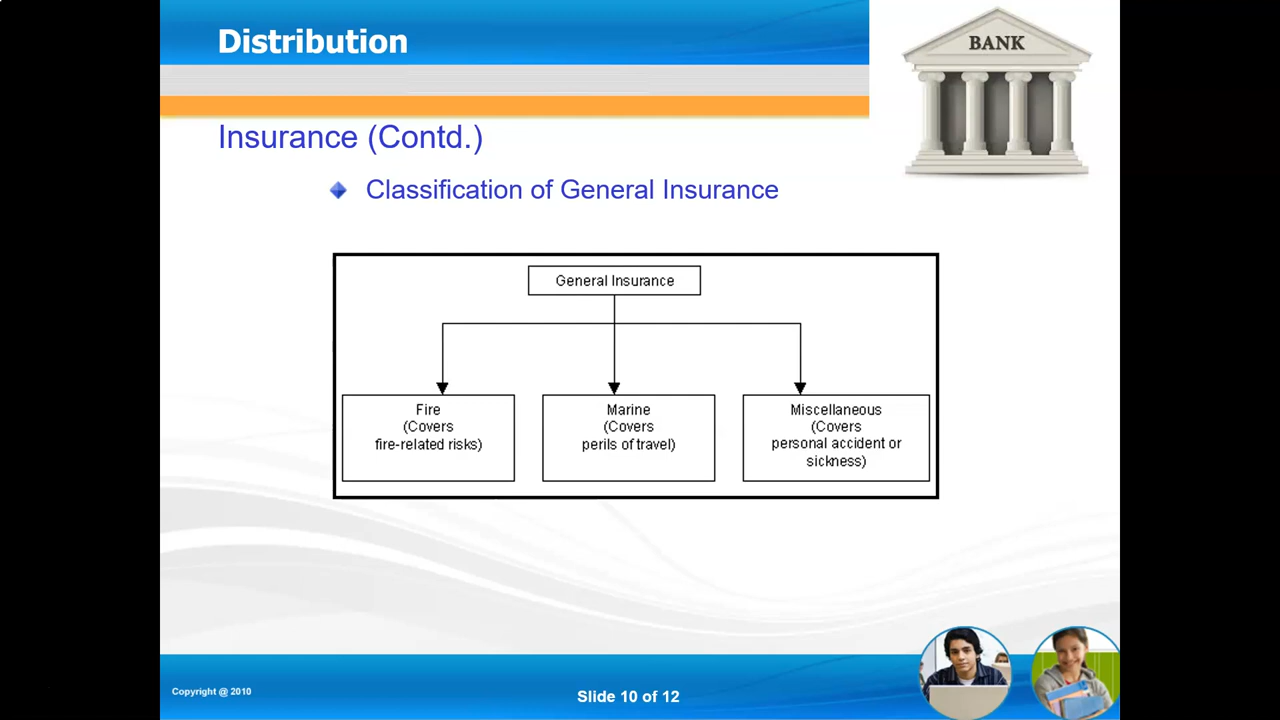 Distribution
BANK
Insurance (Contd.)
Classification of General Insurance
General Insurance
Fire
(Covers
fire-related risks)
Marine
(Covers
perils of travel)
Miscellaneous
(Covers
personal accident or
sickness)
Copyright @ 2010
Slide 10 of 12